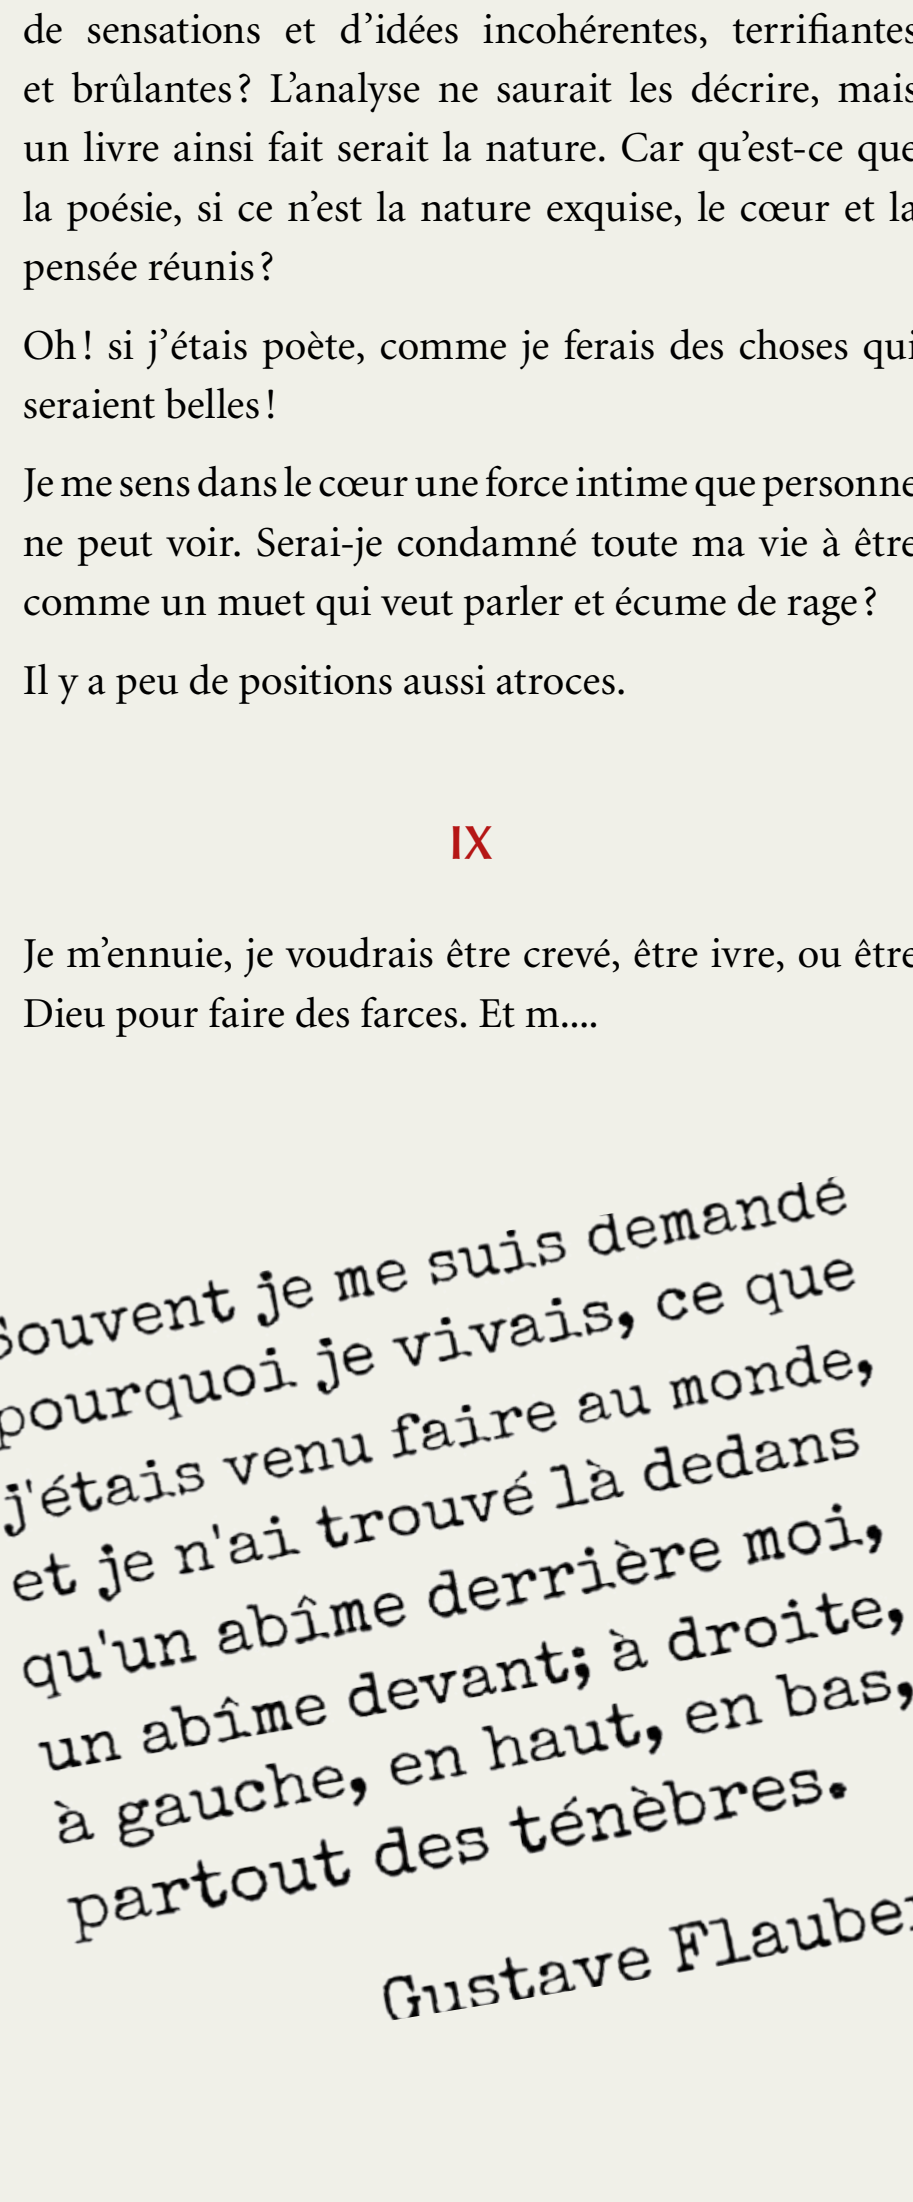 de sensations et d’idées incohérentes, terrifiantes
et brûlantes ? L’analyse ne saurait les décrire, mais
un livre ainsi fait serait la nature. Car qu’est-ce que
la poésie, si ce n’est la nature exquise, le cœur et la
pensée réunis ?
Oh ! si j’étais poète, comme je ferais des choses qui
seraient belles !
Je me sens dans le cœur une force intime que personne
ne peut voir. Serai-je condamné toute ma vie à être
comme un muet qui veut parler et écume de rage ?
Il y a peu de positions aussi atroces.
IX
Je m’ennuie, je voudrais être crevé, être ivre, ou être
Dieu pour faire des farces. Et m....
Souvent je me suis demandé
pourquoi je vivais, ce que
j'étais venu faire au monde,
et je n'ai trouvé là dedans
qu'un abîme derrière moi,
un abîme devant; à droite,
à gauche, en haut, en bas,
partout des ténèbres.
Gustave Flauber